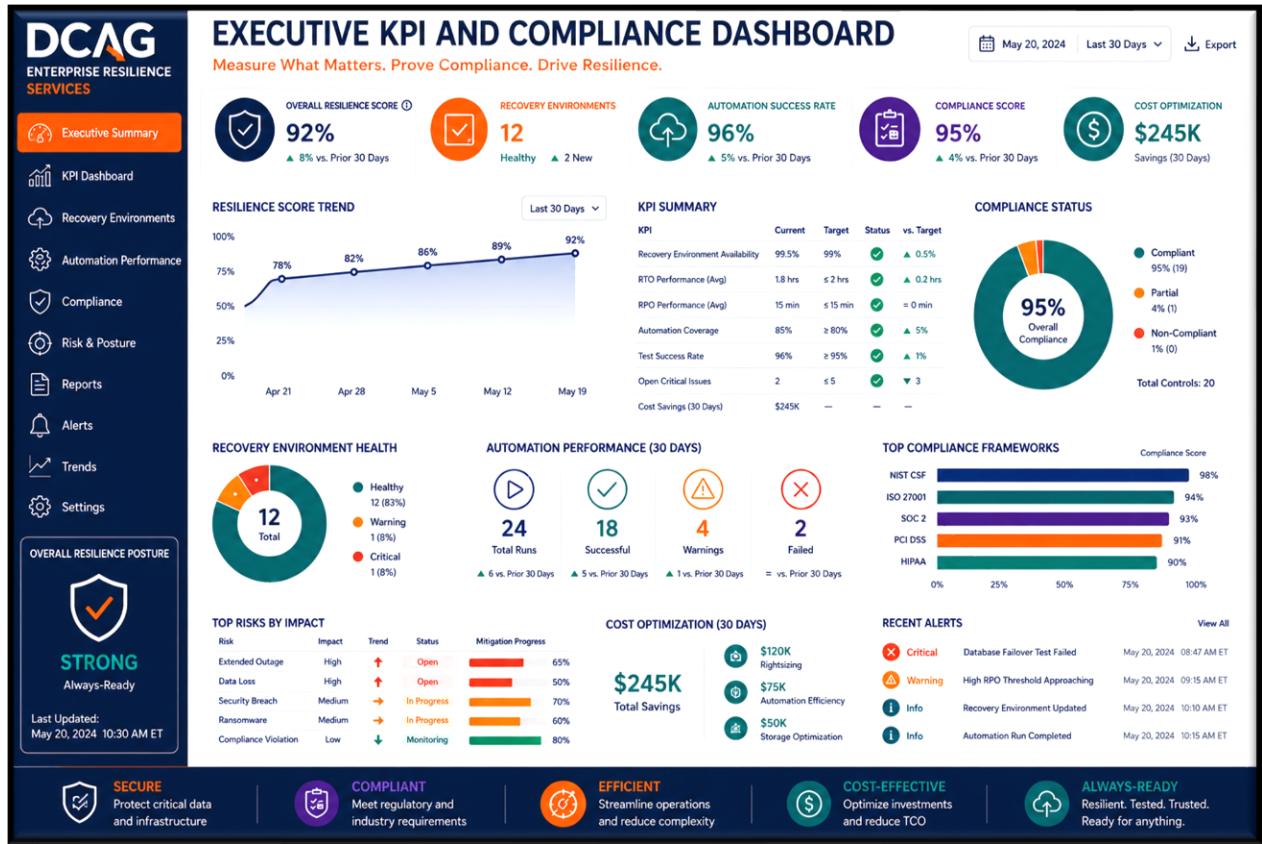 DCAG
ENTERPRISE RESILIENCE
SERVICES
Executive Summary
KPI Dashboard
Recovery Environments
Automation Performance
Compliance
Risk & Posture
Reports
Alerts
Trends
Settings
OVERALL RESILIENCE POSTURE
STRONG
Always-Ready
Last Updated:
May 20, 2024 10:30 AM ET
EXECUTIVE KPI AND COMPLIANCE DASHBOARD
Measure What Matters. Prove Compliance. Drive Resilience.
May 20, 2024 Last 30 Days Export
OVERALL RESILIENCE SCORE
92%
▲ 8% vs. Prior 30 Days
RECOVERY ENVIRONMENTS
12
Healthy ▲ 2 New
AUTOMATION SUCCESS RATE
96%
▲ 5% vs. Prior 30 Days
COMPLIANCE SCORE
95%
▲ 4% vs. Prior 30 Days
COST OPTIMIZATION
$245K
Savings (30 Days)
RESILIENCE SCORE TREND
Last 30 Days
100%
75%
50%
25%
0%
78%
82%
86%
89%
92%
Apr 21 Apr 28 May 5 May 12 May 19
KPI SUMMARY
KPI Current Target Status vs. Target
Recovery Environment Availability 99.5% 99% ▲ 0.5%
RTO Performance (Avg) 1.8 hrs ≤ 2 hrs ▲ 0.2 hrs
RPO Performance (Avg) 15 min ≤ 15 min = 0 min
Automation Coverage 85% ≥ 80% ▲ 5%
Test Success Rate 96% ≥ 95% ▲ 1%
Open Critical Issues 2 ≤ 5 ▼ 3
Cost Savings (30 Days) $245K — — —
COMPLIANCE STATUS
95%
Overall
Compliance
Compliant
95% (19)
Partial
4% (1)
Non-Compliant
1% (0)
Total Controls: 20
RECOVERY ENVIRONMENT HEALTH
12
Total
Healthy
12 (83%)
Warning
1 (8%)
Critical
1 (8%)
AUTOMATION PERFORMANCE (30 DAYS)
24
Total Runs
▲ 6 vs. Prior 30 Days
18
Successful
▲ 5 vs. Prior 30 Days
4
Warnings
▲ 1 vs. Prior 30 Days
2
Failed
= vs. Prior 30 Days
TOP COMPLIANCE FRAMEWORKS
Compliance Score
NIST CSF 98%
ISO 27001 94%
SOC 2 93%
PCI DSS 91%
HIPAA 90%
0% 25% 50% 75% 100%
TOP RISKS BY IMPACT
Risk Impact Trend Status Mitigation Progress
Extended Outage High ↑ Open 65%
Data Loss High ↑ Open 50%
Security Breach Medium → In Progress 70%
Ransomware Medium → In Progress 60%
Compliance Violation Low ↓ Monitoring 80%
COST OPTIMIZATION (30 DAYS)
$245K
Total Savings
$120K
Rightsizing
$75K
Automation Efficiency
$50K
Storage Optimization
RECENT ALERTS
View All
Critical Database Failover Test Failed May 20, 2024 08:47 AM ET
Warning High RPO Threshold Approaching May 20, 2024 09:15 AM ET
Info Recovery Environment Updated May 20, 2024 10:10 AM ET
Info Automation Run Completed May 20, 2024 10:15 AM ET
SECURE
Protect critical data
and infrastructure
COMPLIANT
Meet regulatory and
industry requirements
EFFICIENT
Streamline operations
and reduce complexity
COST-EFFECTIVE
Optimize investments
and reduce TCO
ALWAYS-READY
Resilient. Tested. Trusted.
Ready for anything.